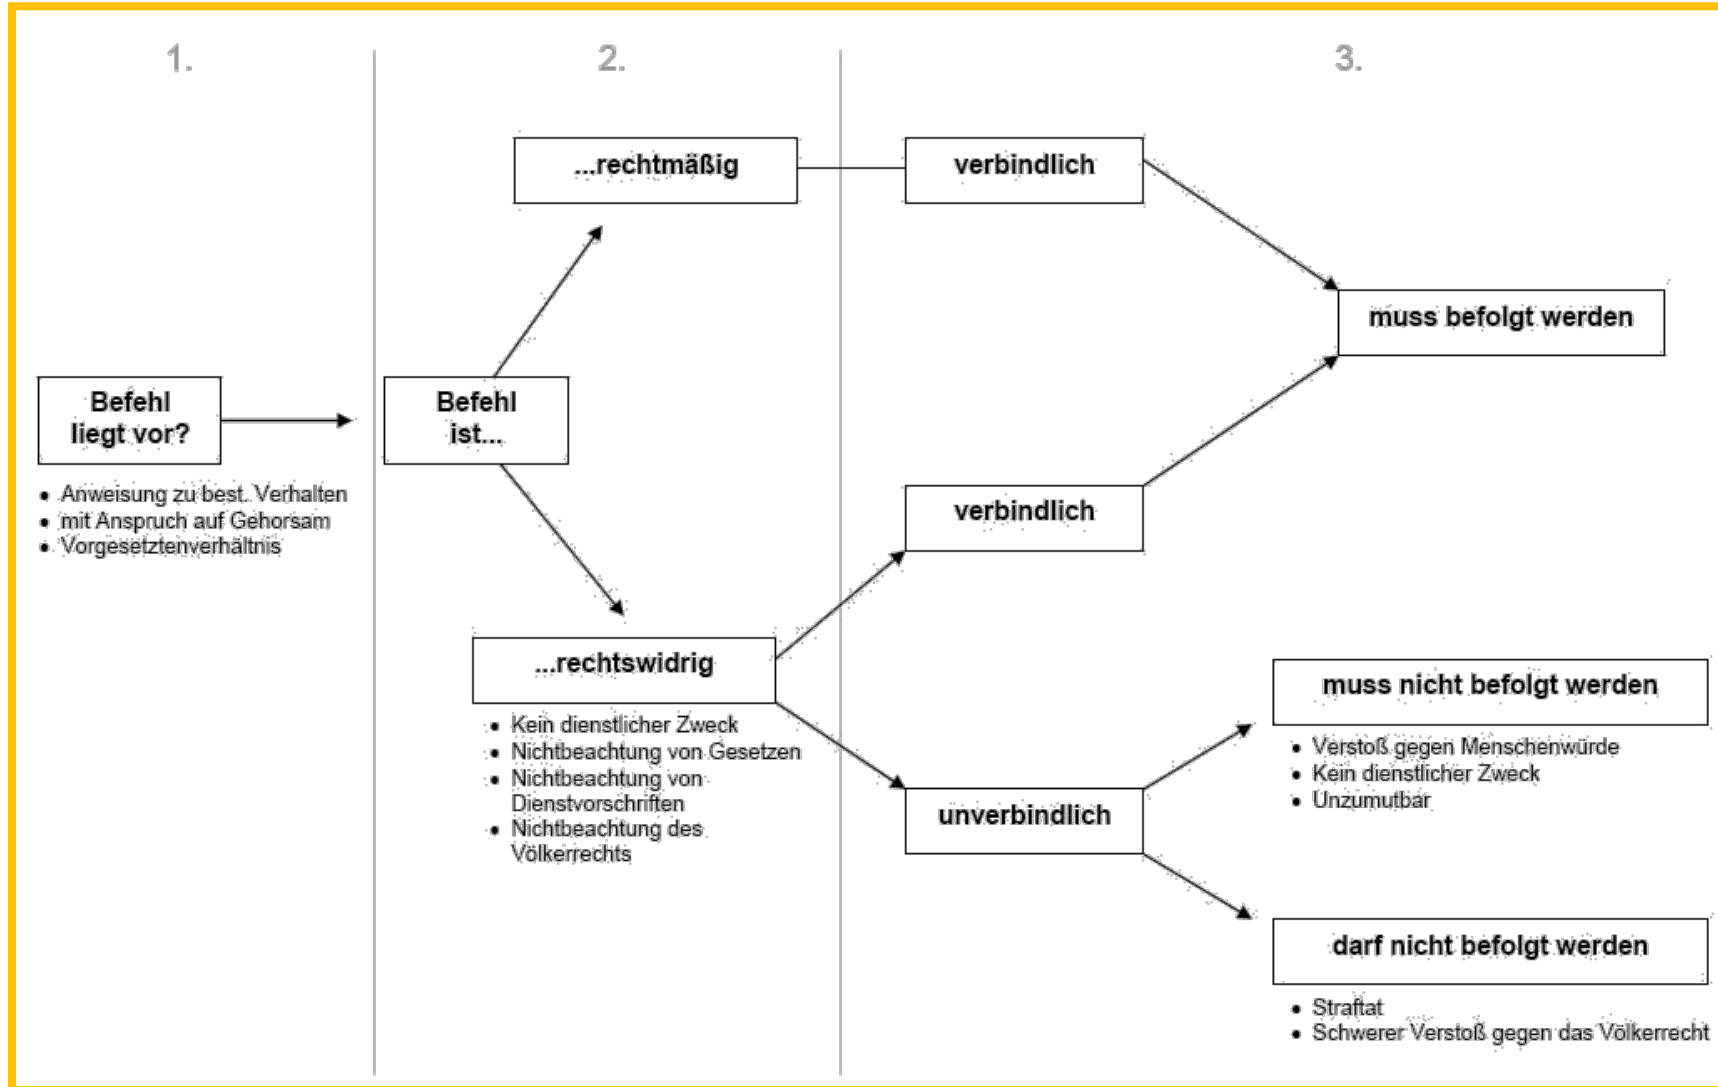 1.
2.
3.
...rechtmäßig
verbindlich
muss befolgt werden
Befehl
liegt vor?
Befehl
ist...
• Anweisung zu best. Verhalten
• mit Anspruch auf Gehorsam
• Vorgesetztenverhältnis
verbindlich
...rechtswidrig
• Kein dienstlicher Zweck
• Nichtbeachtung von Gesetzen
• Nichtbeachtung von
Dienstvorschriften
• Nichtbeachtung des
Völkerrechts
muss nicht befolgt werden
• Verstoß gegen Menschenwürde
• Kein dienstlicher Zweck
• Unzumutbar
unverbindlich
darf nicht befolgt werden
• Straftat
• Schwerer Verstoß gegen das Völkerrecht